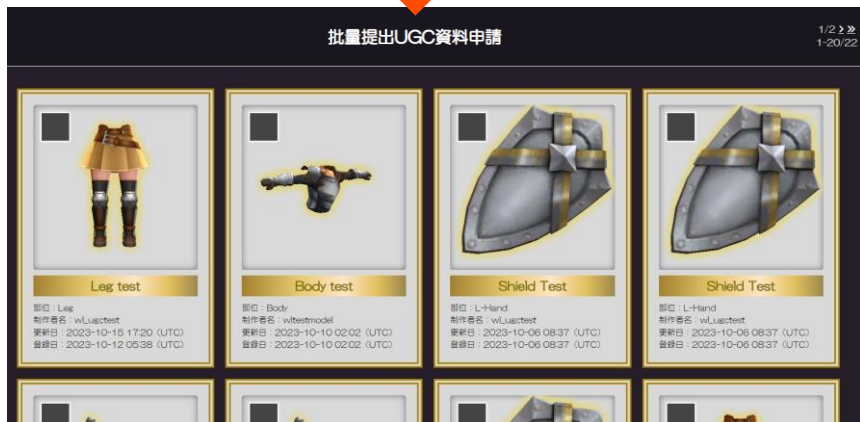 批量提出UGC資料申請
1/2 › »
1-20/22
Leg test
部位：Leg
制作者名：wl_ugctest
更新日：2023-10-15 17:20（UTC）
登錄日：2023-10-12 05:38（UTC）
Body test
部位：Body
制作者名：wltestmodel
更新日：2023-10-10 02:02（UTC）
登錄日：2023-10-10 02:02（UTC）
Shield Test
部位：L-Hand
制作者名：wl_ugctest
更新日：2023-10-06 08:37（UTC）
登錄日：2023-10-06 08:37（UTC）
Shield Test
部位：L-Hand
制作者名：wl_ugctest
更新日：2023-10-06 08:37（UTC）
登錄日：2023-10-06 08:37（UTC）